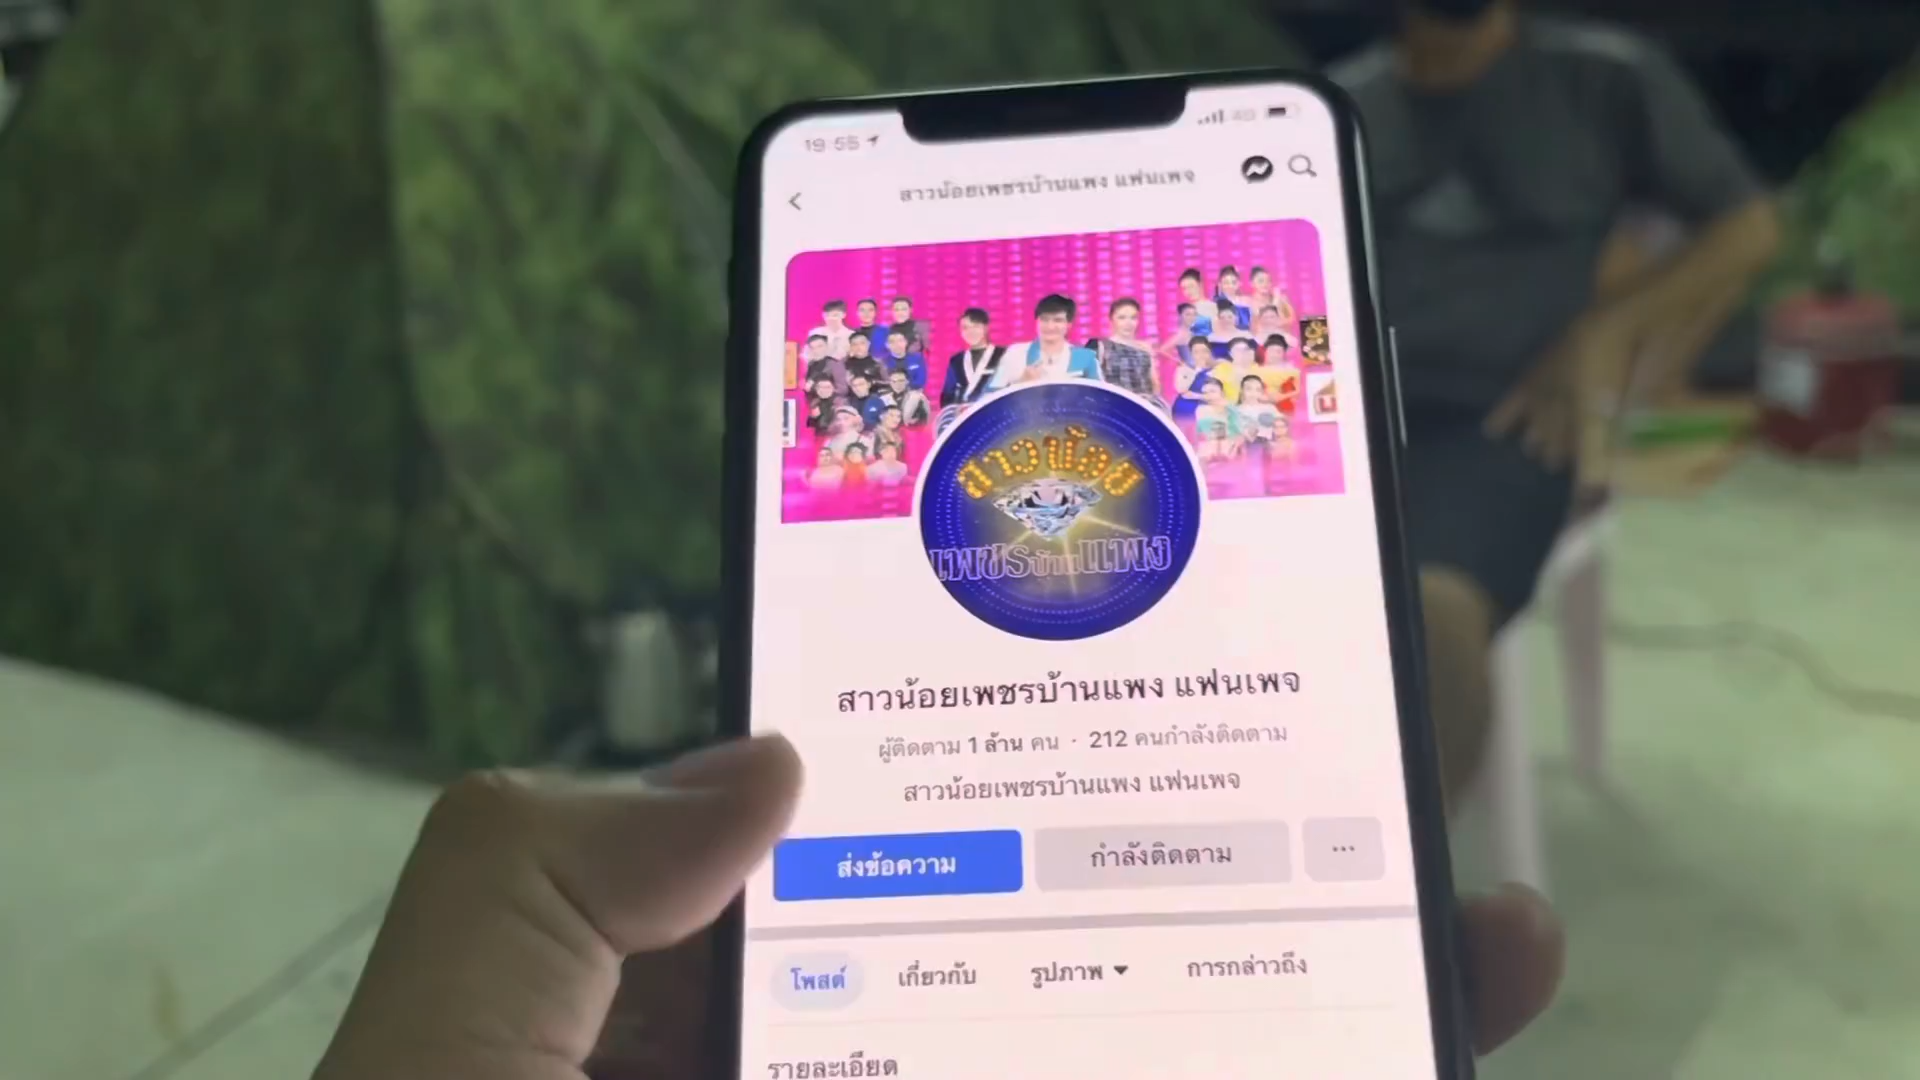 19:55
สาวน้อยเพชรบ้านแพง แฟนเพจ
สาวน้อย
เพชรบ้านแพง
สาวน้อยเพชรบ้านแพง แฟนเพจ
ผู้ติดตาม 1 ล้าน คน · 212 คนกำลังติดตาม
สาวน้อยเพชรบ้านแพง แฟนเพจ
ส่งข้อความ
กำลังติดตาม
โพสต์
เกี่ยวกับ
รูปภาพ
การกล่าวถึง
รายละเอียด